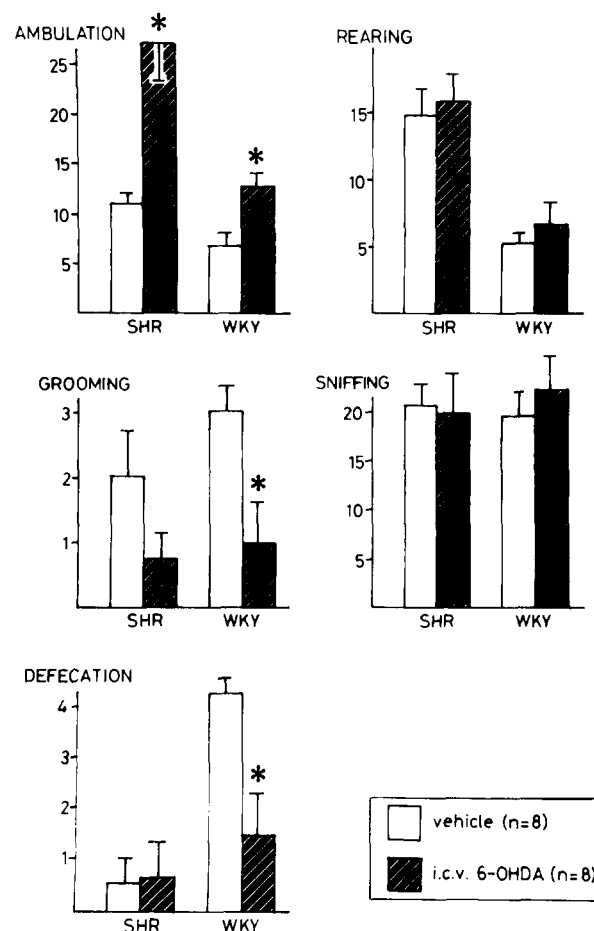 AMBULATION
*
25
20
15
10
5
*
SHR WKY
REARING
15
10
5
SHR WKY
GROOMING
3
2
1
*
SHR WKY
SNIFFING
20
15
10
5
SHR WKY
DEFECATION
4
3
2
1
*
SHR WKY
vehicle (n=8)
i.c.v. 6-OHDA (n=8)